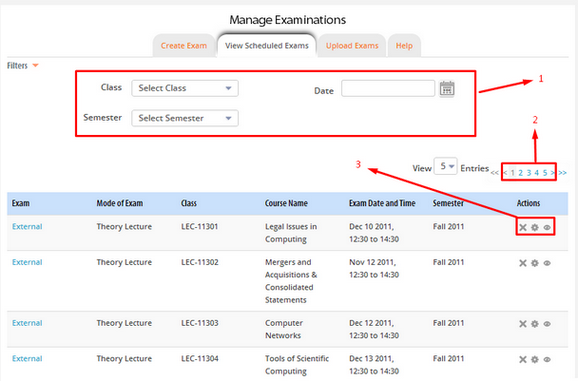 Manage Examinations
Create Exam View Scheduled Exams Upload Exams Help
Filters
Class Select Class Date
1
Semester Select Semester
2
3
View 5 Entries << < 1 2 3 4 5 > >>
Exam Mode of Exam Class Course Name Exam Date and Time Semester Actions
External Theory Lecture LEC-11301 Legal Issues in Dec 10 2011, Fall 2011
Computing 12:30 to 14:30
External Theory Lecture LEC-11302 Mergers and Nov 12 2011, Fall 2011
Acquisitions & 12:30 to 14:30
Consolidated
Statements
External Theory Lecture LEC-11303 Computer Dec 12 2011, Fall 2011
Networks 12:30 to 14:30
External Theory Lecture LEC-11304 Tools of Scientific Dec 13 2011, Fall 2011
Computing 12:30 to 14:30